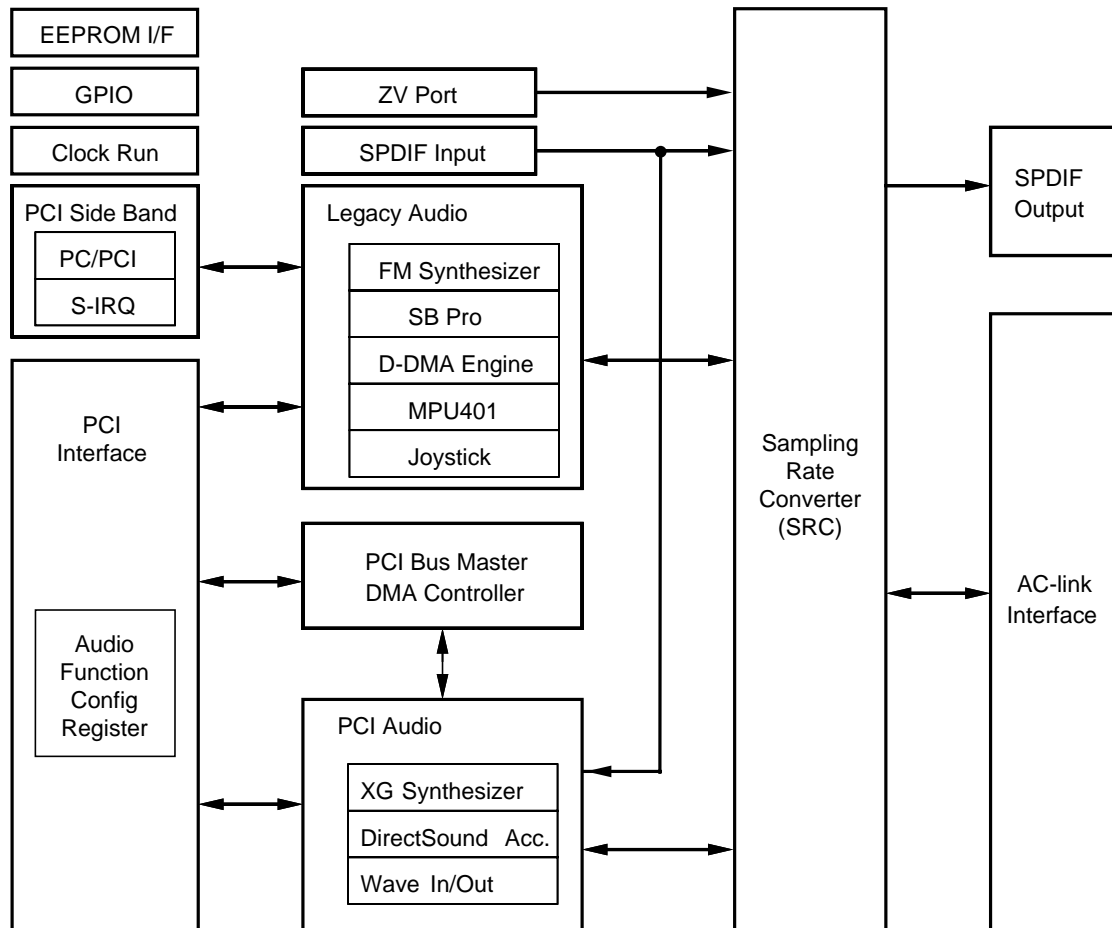 EEPROM I/F
GPIO
Clock Run
PCI Side Band
PC/PCI
S-IRQ
PCI
Interface
Audio
Function
Config
Register
ZV Port
SPDIF Input
Legacy Audio
FM Synthesizer
SB Pro
D-DMA Engine
MPU401
Joystick
PCI Bus Master
DMA Controller
PCI Audio
XG Synthesizer
DirectSound Acc.
Wave In/Out
Sampling
Rate
Converter
(SRC)
SPDIF
Output
AC-link
Interface